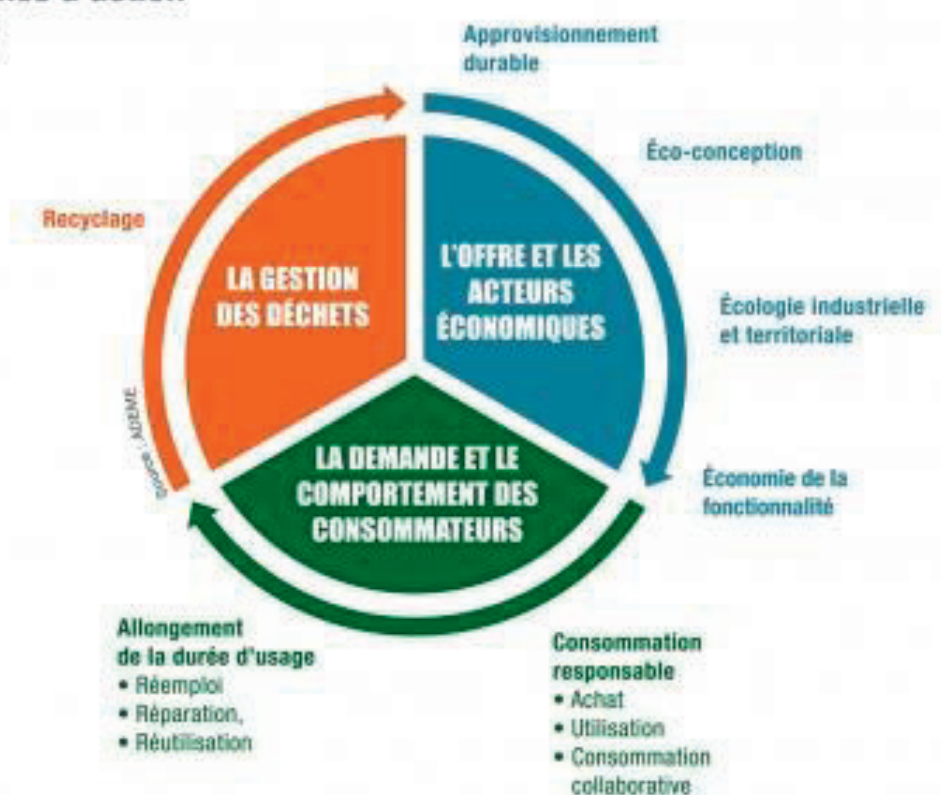 Approvisionnement
durable
Éco-conception
Recyclage
LA GESTION
DES DÉCHETS
L'OFFRE ET LES
ACTEURS
ÉCONOMIQUES
Écologie industrielle
et territoriale
Source : ADEME
LA DEMANDE ET LE
COMPORTEMENT DES
CONSOMMATEURS
Économie de la
fonctionnalité
Allongement
de la durée d'usage
• Réemploi
• Réparation,
• Réutilisation
Consommation
responsable
• Achat
• Utilisation
• Consommation
collaborative